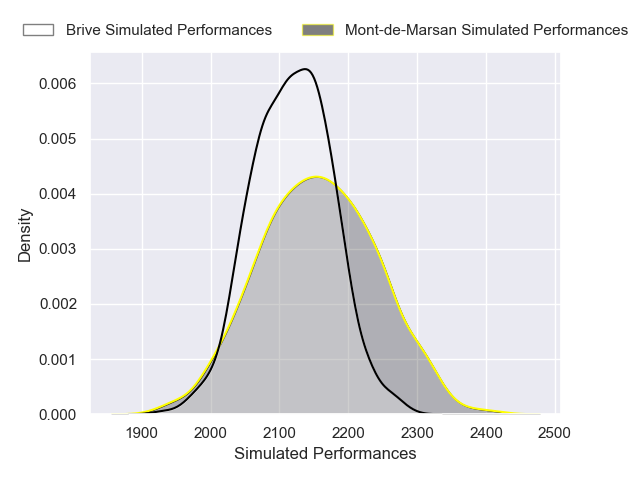 Brive Simulated Performances
Mont-de-Marsan Simulated Performances
0.006
0.005
0.004
0.003
0.002
0.001
0.000
Density
1900 2000 2100 2200 2300 2400 2500
Simulated Performances